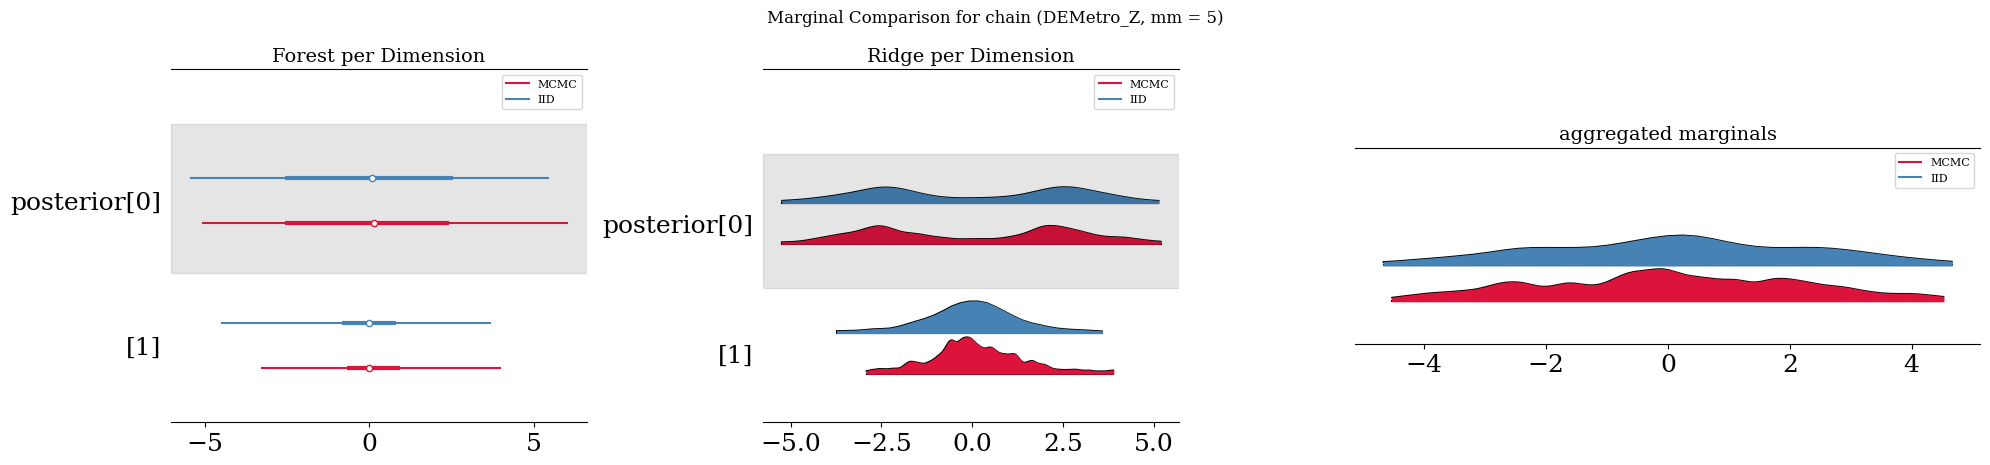 Marginal Comparison for chain (DEMetro_Z, mm = 5)
Forest per Dimension
MCMC
IID
posterior[0]
[1]
−5 0 5
Ridge per Dimension
MCMC
IID
posterior[0]
[1]
−5.0 −2.5 0.0 2.5 5.0
aggregated marginals
MCMC
IID
−4 −2 0 2 4